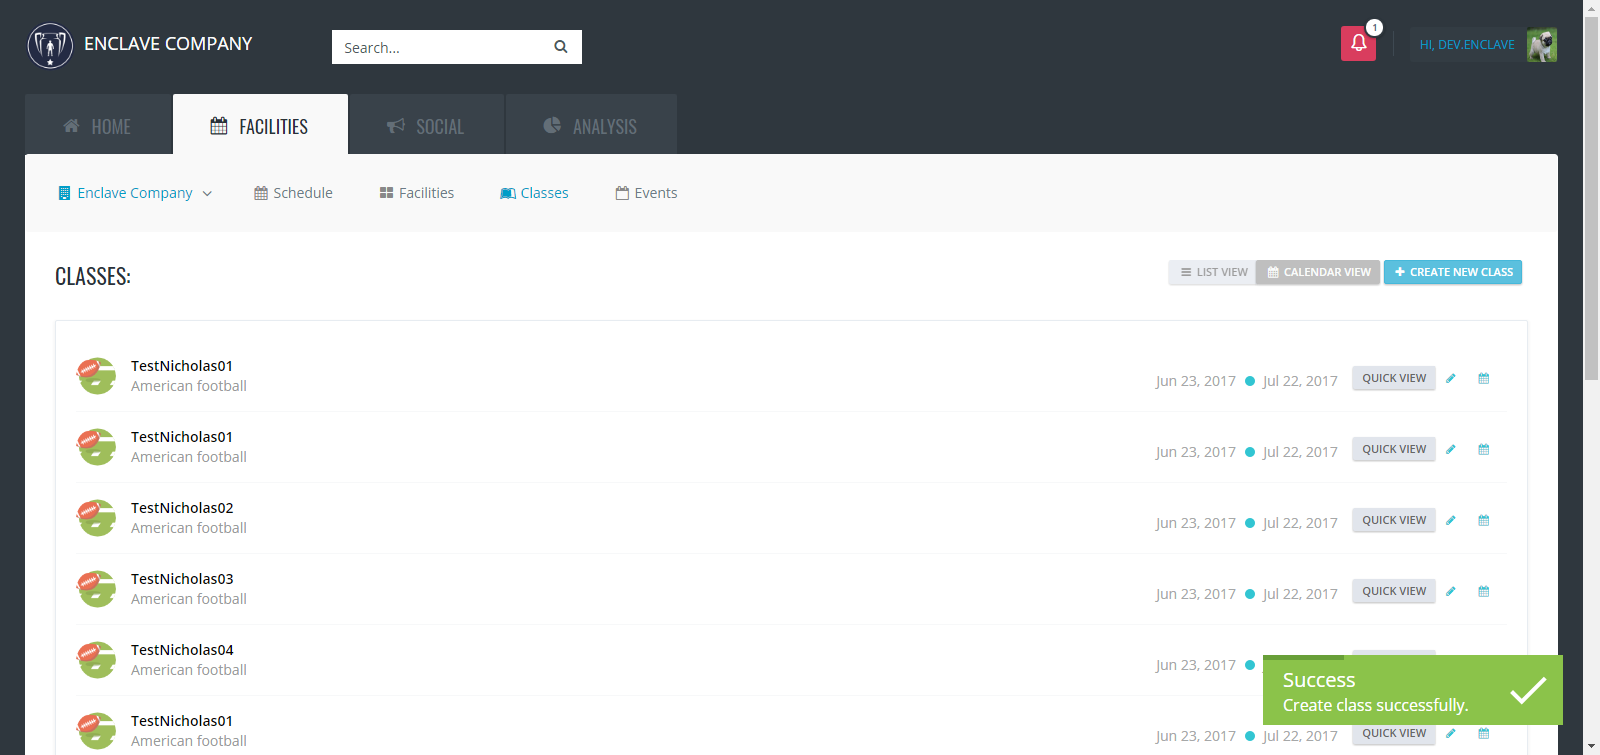 ENCLAVE COMPANY
Search...
1
HI, DEV.ENCLAVE
HOME
FACILITIES
SOCIAL
ANALYSIS
Enclave Company
Schedule
Facilities
Classes
Events
CLASSES:
LIST VIEW
CALENDAR VIEW
CREATE NEW CLASS
TestNicholas01
American football
Jun 23, 2017
Jul 22, 2017
QUICK VIEW
TestNicholas01
American football
Jun 23, 2017
Jul 22, 2017
QUICK VIEW
TestNicholas02
American football
Jun 23, 2017
Jul 22, 2017
QUICK VIEW
TestNicholas03
American football
Jun 23, 2017
Jul 22, 2017
QUICK VIEW
TestNicholas04
American football
Jun 23, 2017
Success
Create class successfully.
TestNicholas01
American football
Jun 23, 2017
Jul 22, 2017
QUICK VIEW